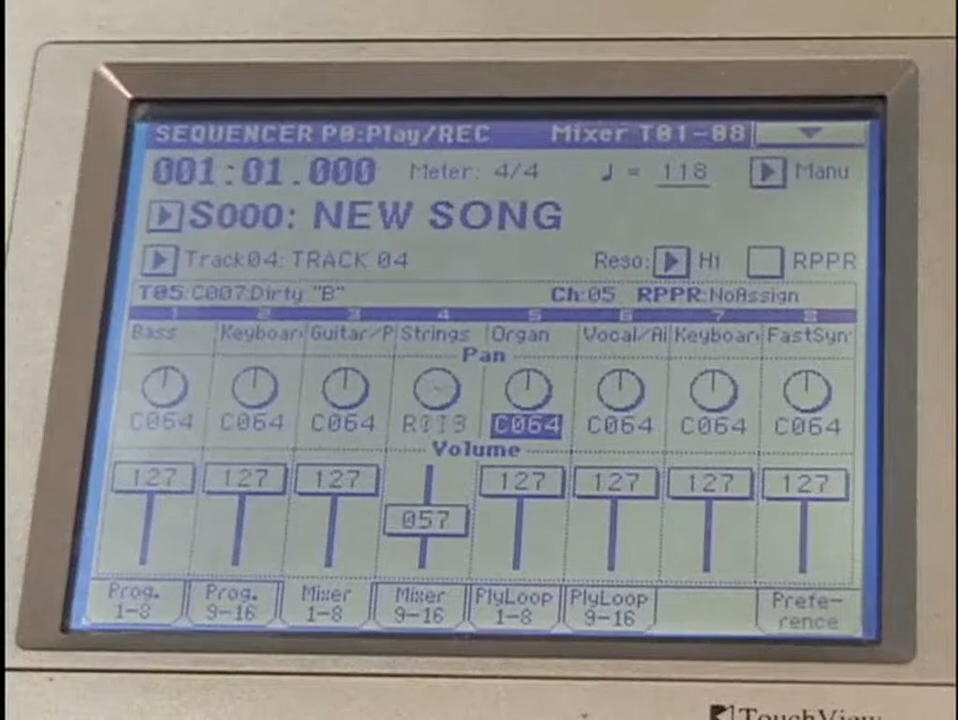 SEQUENCER P0:Play/REC Mixer T01-08
001:01.000 Meter: 4/4 ♩ = 118 Manu
S000: NEW SONG
Track04: TRACK 04 Reso: Hi RPPR
T05:C007:Dirty "B" Ch:05 RPPR:NoAssign
1 2 3 4 5 6 7 8
Bass Keyboar Guitar/P Strings Organ Vocal/Ai Keyboar FastSyn
Pan
C064 C064 C064 C064 C064 C064 C064
Volume
127 127 127 057 127 127 127 127
Prog. 1-8 Prog. 9-16 Mixer 1-8 Mixer 9-16 PlyLoop 1-8 PlyLoop 9-16 Prefe-rence
TouchView